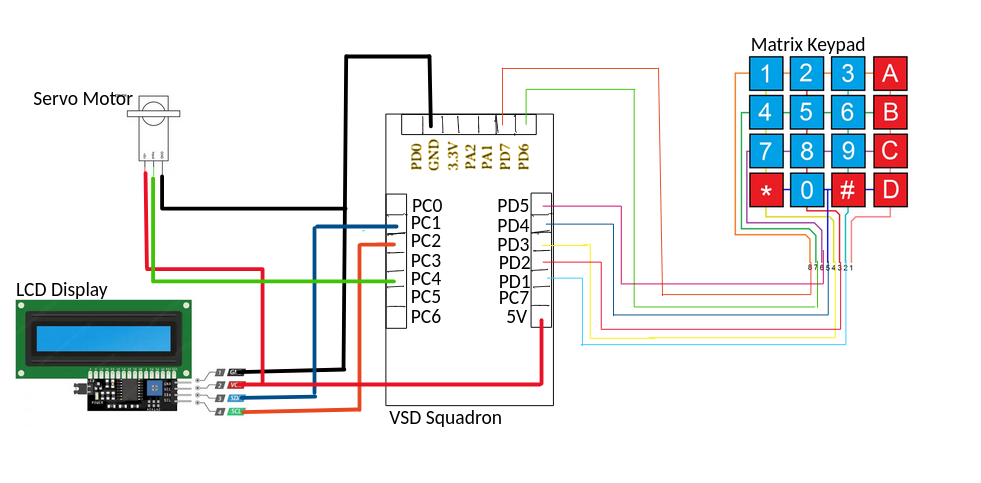 Matrix Keypad
1 2 3 A
4 5 6 B
7 8 9 C
* 0 # D
8 7 6 5 4 3 2 1
Servo Motor
PD0
GND
3.3V
PA2
PA1
PD7
PD6
PC0
PC1
PC2
PC3
PC4
PC5
PC6
PD5
PD4
PD3
PD2
PD1
PC7
5V
VSD Squadron
LCD Display
1
2 VC
3 SDA
4 SCL